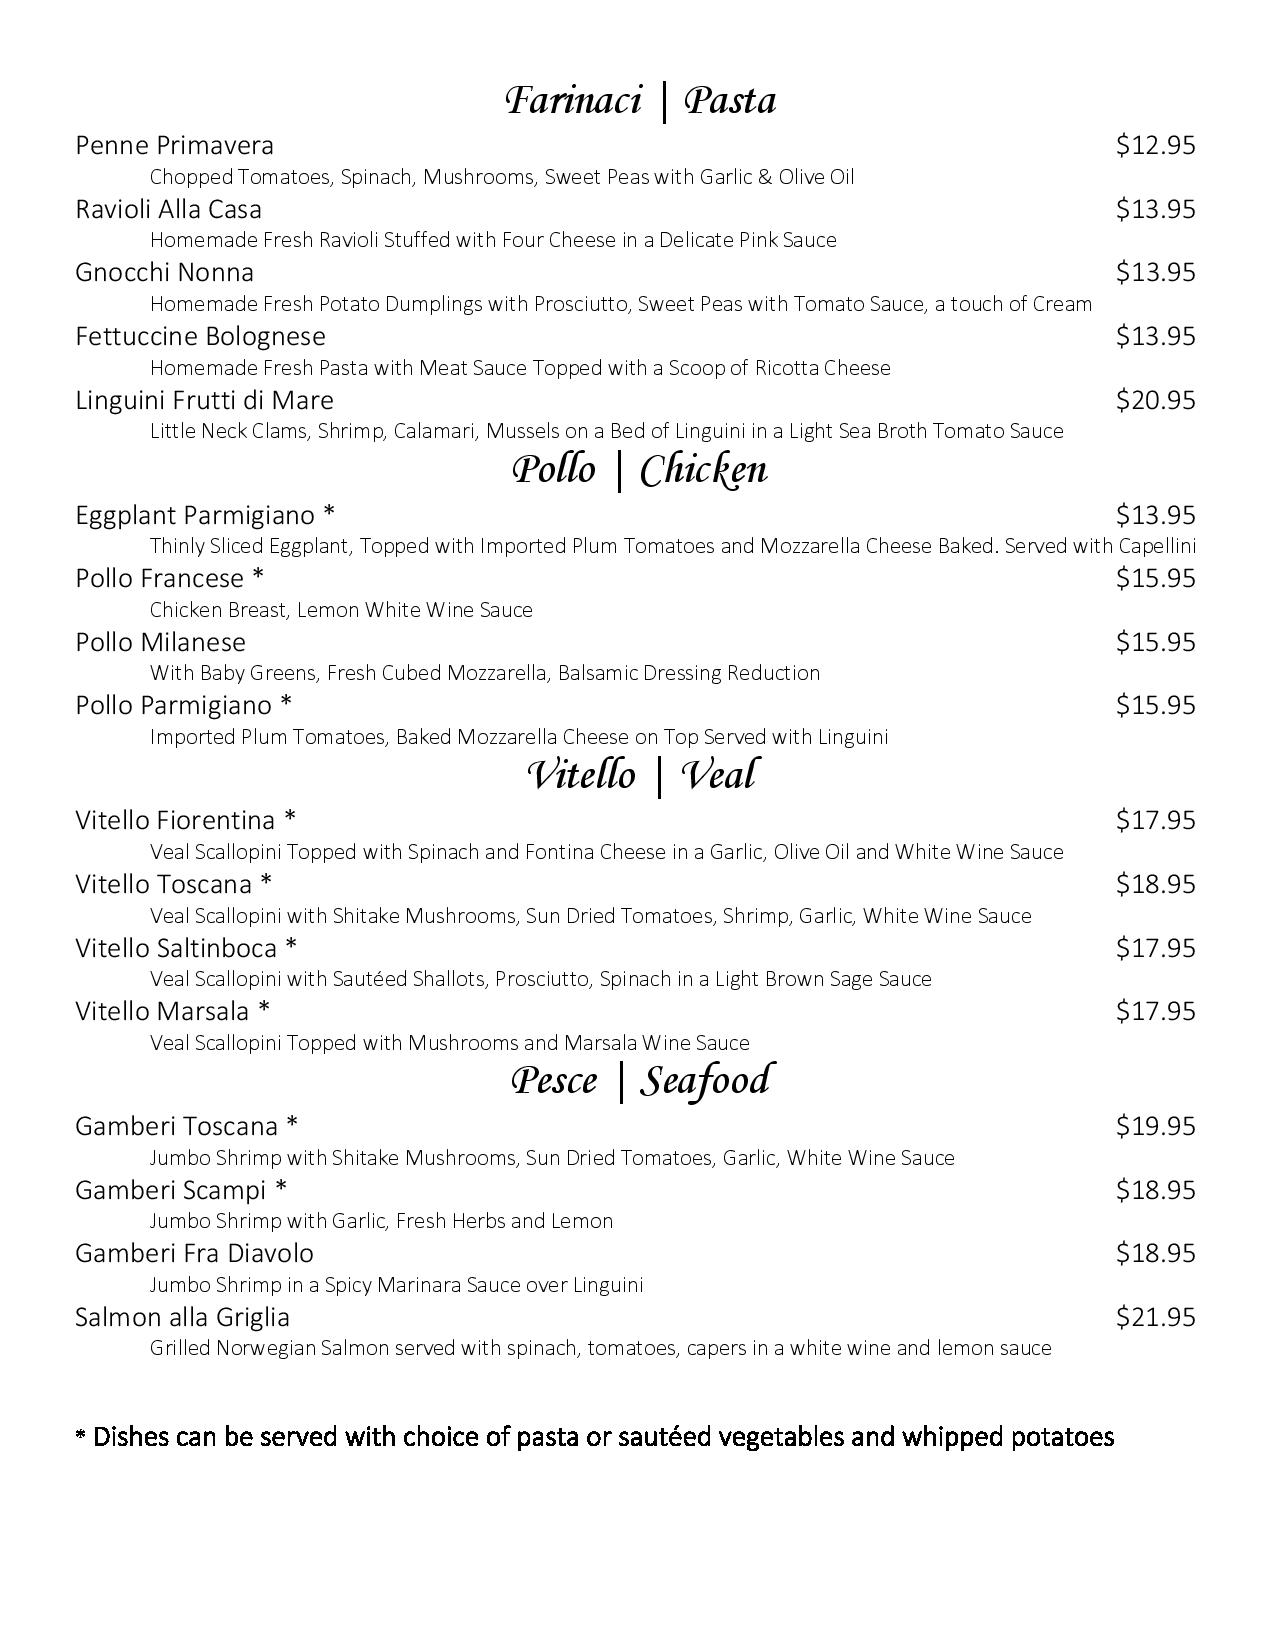 Farinaci | Pasta
Penne Primavera $12.95
Chopped Tomatoes, Spinach, Mushrooms, Sweet Peas with Garlic & Olive Oil
Ravioli Alla Casa $13.95
Homemade Fresh Ravioli Stuffed with Four Cheese in a Delicate Pink Sauce
Gnocchi Nonna $13.95
Homemade Fresh Potato Dumplings with Prosciutto, Sweet Peas with Tomato Sauce, a touch of Cream
Fettuccine Bolognese $13.95
Homemade Fresh Pasta with Meat Sauce Topped with a Scoop of Ricotta Cheese
Linguini Frutti di Mare $20.95
Little Neck Clams, Shrimp, Calamari, Mussels on a Bed of Linguini in a Light Sea Broth Tomato Sauce
Pollo | Chicken
Eggplant Parmigiano * $13.95
Thinly Sliced Eggplant, Topped with Imported Plum Tomatoes and Mozzarella Cheese Baked. Served with Capellini
Pollo Francese * $15.95
Chicken Breast, Lemon White Wine Sauce
Pollo Milanese $15.95
With Baby Greens, Fresh Cubed Mozzarella, Balsamic Dressing Reduction
Pollo Parmigiano * $15.95
Imported Plum Tomatoes, Baked Mozzarella Cheese on Top Served with Linguini
Vitello | Veal
Vitello Fiorentina * $17.95
Veal Scallopini Topped with Spinach and Fontina Cheese in a Garlic, Olive Oil and White Wine Sauce
Vitello Toscana * $18.95
Veal Scallopini with Shitake Mushrooms, Sun Dried Tomatoes, Shrimp, Garlic, White Wine Sauce
Vitello Saltinboca * $17.95
Veal Scallopini with Sautéed Shallots, Prosciutto, Spinach in a Light Brown Sage Sauce
Vitello Marsala * $17.95
Veal Scallopini Topped with Mushrooms and Marsala Wine Sauce
Pesce | Seafood
Gamberi Toscana * $19.95
Jumbo Shrimp with Shitake Mushrooms, Sun Dried Tomatoes, Garlic, White Wine Sauce
Gamberi Scampi * $18.95
Jumbo Shrimp with Garlic, Fresh Herbs and Lemon
Gamberi Fra Diavolo $18.95
Jumbo Shrimp in a Spicy Marinara Sauce over Linguini
Salmon alla Griglia $21.95
Grilled Norwegian Salmon served with spinach, tomatoes, capers in a white wine and lemon sauce
* Dishes can be served with choice of pasta or sautéed vegetables and whipped potatoes